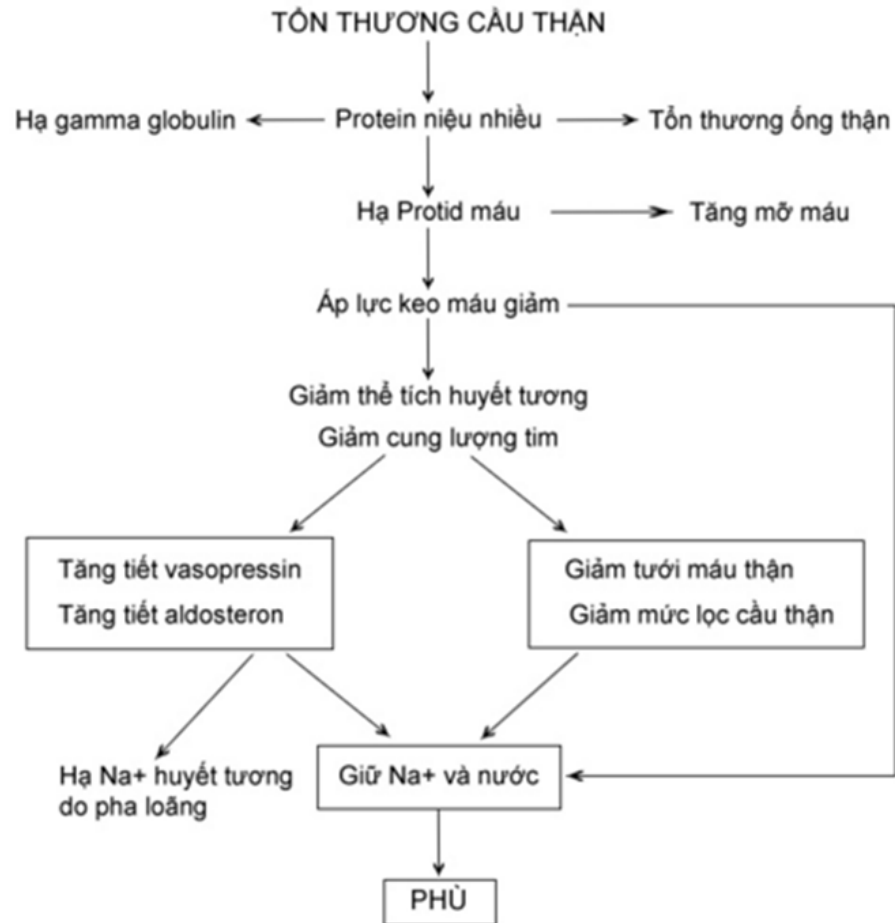 TỔN THƯƠNG CẦU THẬN
Hạ gamma globulin
Protein niệu nhiều
Tổn thương ống thận
Hạ Protid máu
Tăng mỡ máu
Áp lực keo máu giảm
Giảm thể tích huyết tương
Giảm cung lượng tim
Tăng tiết vasopressin
Tăng tiết aldosteron
Giảm tưới máu thận
Giảm mức lọc cầu thận
Hạ Na+ huyết tương
do pha loãng
Giữ Na+ và nước
PHÙ